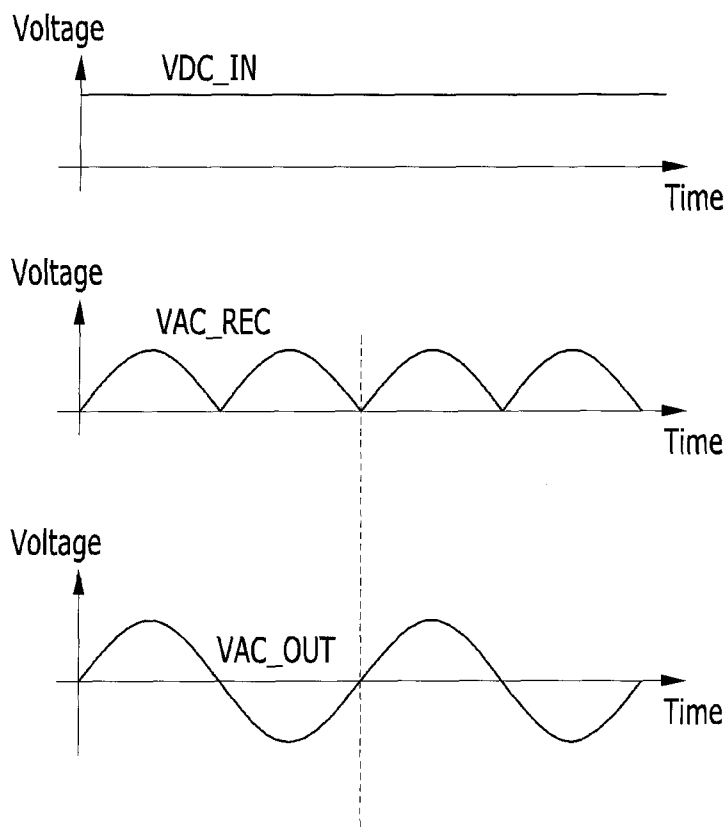 Voltage
VDC_IN
Time
Voltage
VAC_REC
Time
Voltage
VAC_OUT
Time